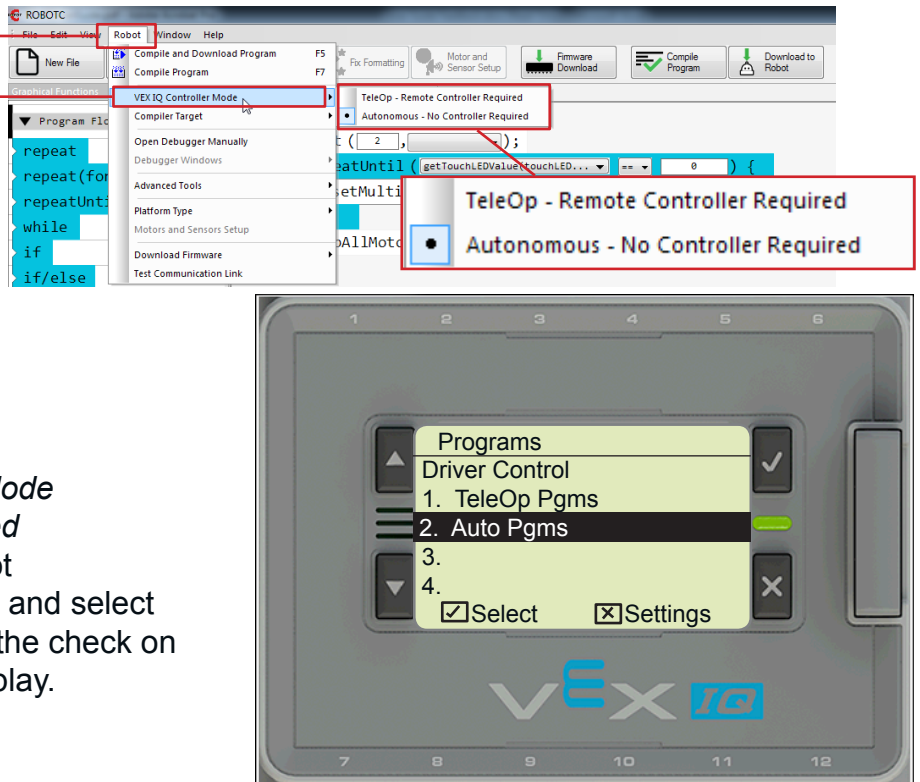 ROBOTC
File Edit View Robot Window Help
New File
Fix Formatting
Motor and Sensor Setup
Firmware Download
Compile Program
Download to Robot
Compile and Download Program F5
Compile Program F7
VEX IQ Controller Mode
Compiler Target
Open Debugger Manually
Debugger Windows
Advanced Tools
Platform Type
Motors and Sensors Setup
Download Firmware
Test Communication Link
TeleOp - Remote Controller Required
Autonomous - No Controller Required
Graphical Functions
Program Flo
repeat
repeat(for
repeatUnti
while
if
if/else
( 2 , );
eatUntil ( getTouchLEDValue(touchLED... == 0 ) {
setMulti
pAllMoto
TeleOp - Remote Controller Required
Autonomous - No Controller Required
lode
d
ot
and select
the check on
play.
1 2 3 4 5 6
Programs
Driver Control
1. TeleOp Pgms
2. Auto Pgms
3.
4.
Select Settings
VEX IQ
7 8 9 10 11 12